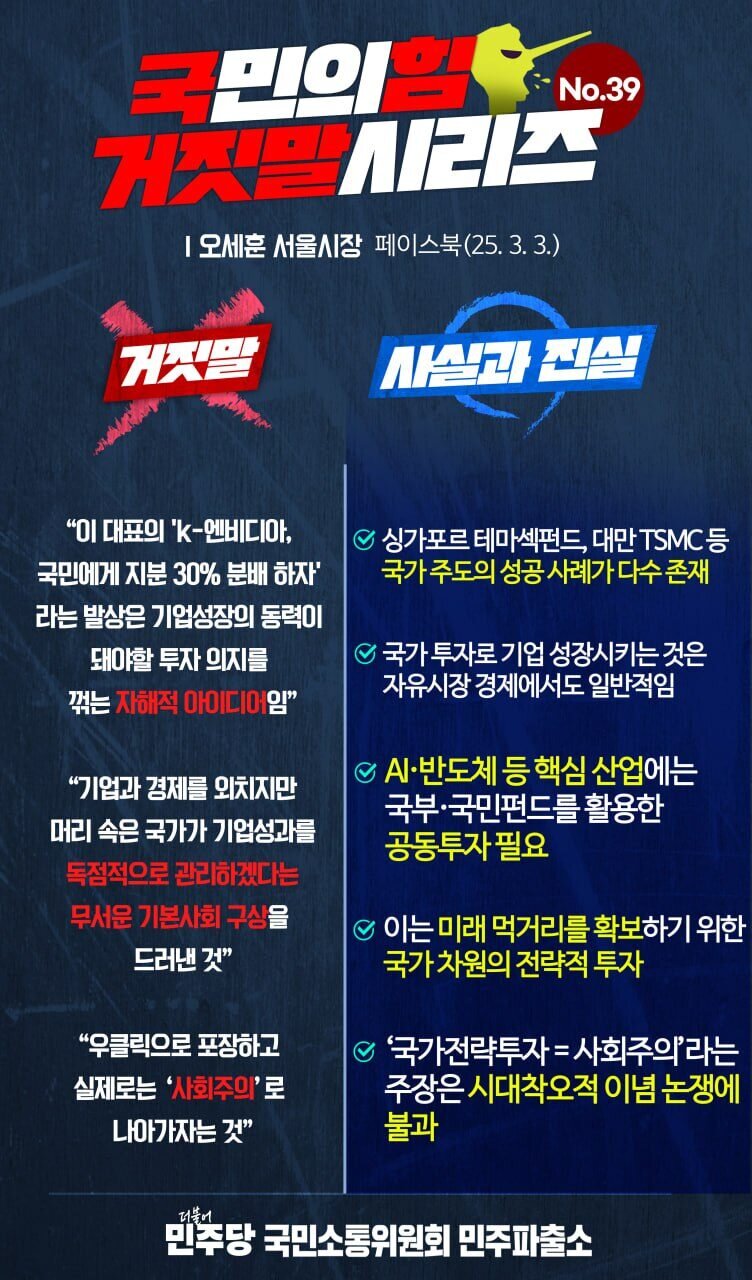 국민의힘
No.39
거짓말시리즈
I 오세훈 서울시장 페이스북(25. 3. 3.)
거짓말
“이 대표의 'k-엔비디아,
국민에게 지분 30% 분배 하자'
라는 발상은 기업성장의 동력이
돼야할 투자 의지를
꺾는 자해적 아이디어임”
“기업과 경제를 외치지만
머리 속은 국가가 기업성과를
독점적으로 관리하겠다는
무서운 기본사회 구상을
드러낸 것”
“우클릭으로 포장하고
실제로는 ‘사회주의’로
나아가자는 것”
사실과 진실
싱가포르 테마섹펀드, 대만 TSMC 등
국가 주도의 성공 사례가 다수 존재
국가 투자로 기업 성장시키는 것은
자유시장 경제에서도 일반적임
AI·반도체 등 핵심 산업에는
국부·국민펀드를 활용한
공동투자 필요
이는 미래 먹거리를 확보하기 위한
국가 차원의 전략적 투자
‘국가전략투자 = 사회주의’라는
주장은 시대착오적 이념 논쟁에
불과
더불어
민주당 국민소통위원회 민주파출소